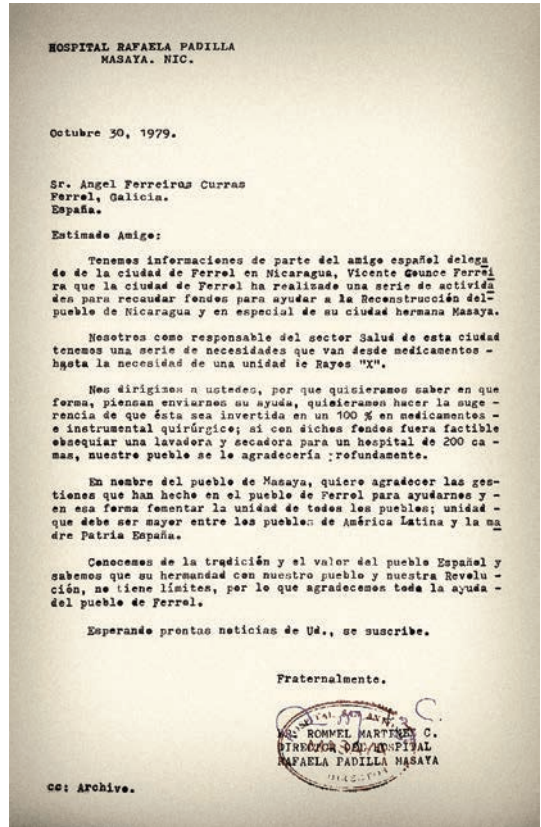 HOSPITAL RAFAELA PADILLA
MASAYA. NIC.
Octubre 30, 1979.
Sr. Angel Ferreiros Curras
Ferrol, Galicia.
España.
Estimado Amigo:
Tenemos informaciones de parte del amigo español delega
do de la ciudad de Ferrol en Nicaragua, Vicente Counce Ferrei
ra que la ciudad de Ferrol ha realizado una serie de activida
des para recaudar fondos para ayudar a la Reconstrucción del-
pueblo de Nicaragua y en especial de su ciudad hermana Masaya.
Nosotros como responsable del sector Salud de esta ciudad
tenemos una serie de necesidades que van desde medicamentos -
hasta la necesidad de una unidad de Rayos "X".
Nos dirigimos a ustedes, por que quisieramos saber en que
forma, piensan enviarnos su ayuda, quisieramos hacer la suge -
rencia de que ésta sea invertida en un 100 % en medicamentos -
e instrumental quirúrgico; si con dichos fondos fuera factible
obsequiar una lavadora y secadora para un hospital de 200 ca -
mas, nuestro pueblo se lo agradecería profundamente.
En nombre del pueblo de Masaya, quiero agradecer las ges-
tiones que han hecho en el pueblo de Ferrol para ayudarnos y -
en esa forma fomentar la unidad de todos los pueblos; unidad -
que debe ser mayor entre los pueblos de América Latina y la ma
dre Patria España.
Conocemos de la tradición y el valor del pueblo Español y
sabemos que su hermandad con nuestro pueblo y nuestra Revolu -
ción, no tiene límites, por lo que agradecemos toda la ayuda -
del pueblo de Ferrol.
Esperando prontas noticias de Ud., se suscribe.
Fraternalmente.
DR. ROMMEL MARTINEZ C.
DIRECTOR DEL HOSPITAL
RAFAELA PADILLA MASAYA
DIRECTOR
cc: Archivo.